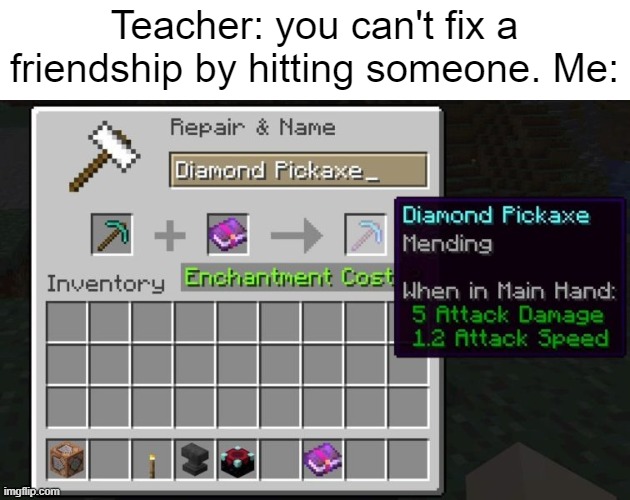 Teacher: you can't fix a
friendship by hitting someone. Me:
Repair & Name
Diamond Pickaxe_
Diamond Pickaxe
Mending
When in Main Hand:
5 Attack Damage
1.2 Attack Speed
Inventory
Enchantment Cost
imgflip.com